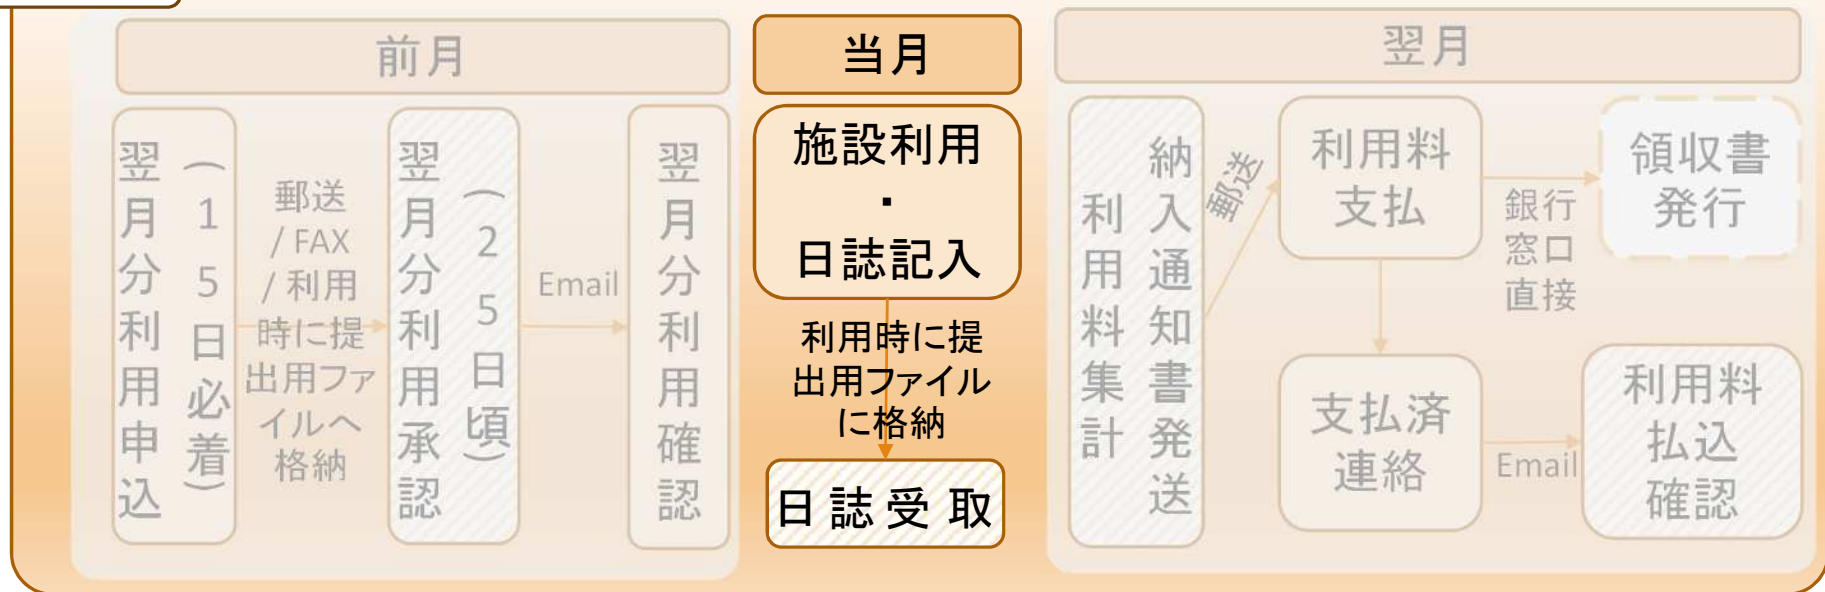 前月
翌月分利用申込
(15日必着)
郵送
/ FAX
/ 利用
時に提
出用ファ
イルへ
格納
翌月分利用承認
(25日頃)
Email
翌月分利用確認
当月
施設利用
・
日誌記入
利用時に提
出用ファイル
に格納
日誌受取
翌月
納入通知書発送
利用料集計
郵送
利用料
支払
銀行
窓口
直接
領収書
発行
支払済
連絡
Email
利用料
払込
確認